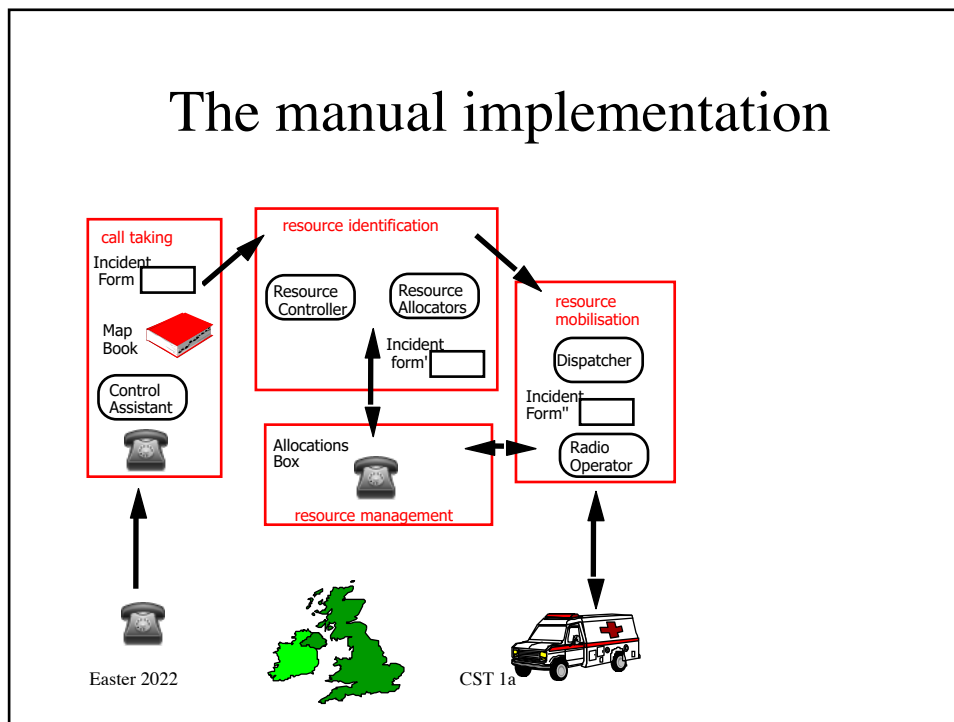 The manual implementation
call taking
Incident
Form
Map
Book
Control
Assistant
resource identification
Resource
Controller
Resource
Allocators
Incident
form'
Allocations
Box
resource management
resource
mobilisation
Dispatcher
Incident
Form"
Radio
Operator
Easter 2022
CST 1a